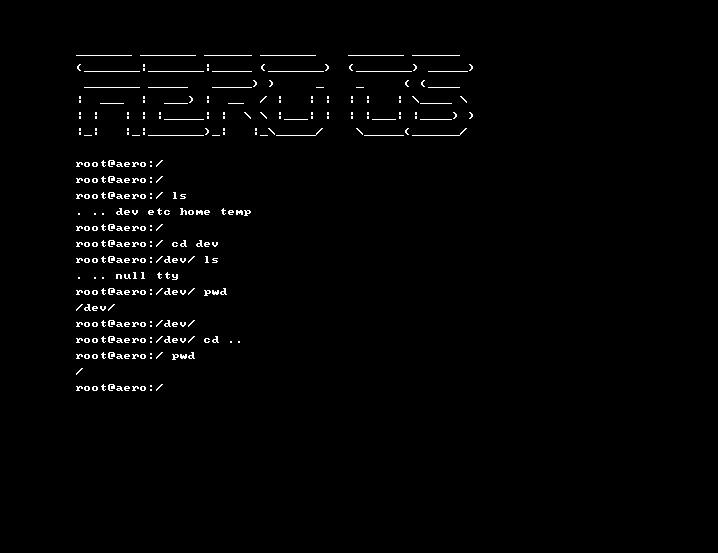 AERO OS
root@aero:/
root@aero:/
root@aero:/ ls
. .. dev etc home temp
root@aero:/
root@aero:/ cd dev
root@aero:/dev/ ls
. .. null tty
root@aero:/dev/ pwd
/dev/
root@aero:/dev/
root@aero:/dev/ cd ..
root@aero:/ pwd
/
root@aero:/